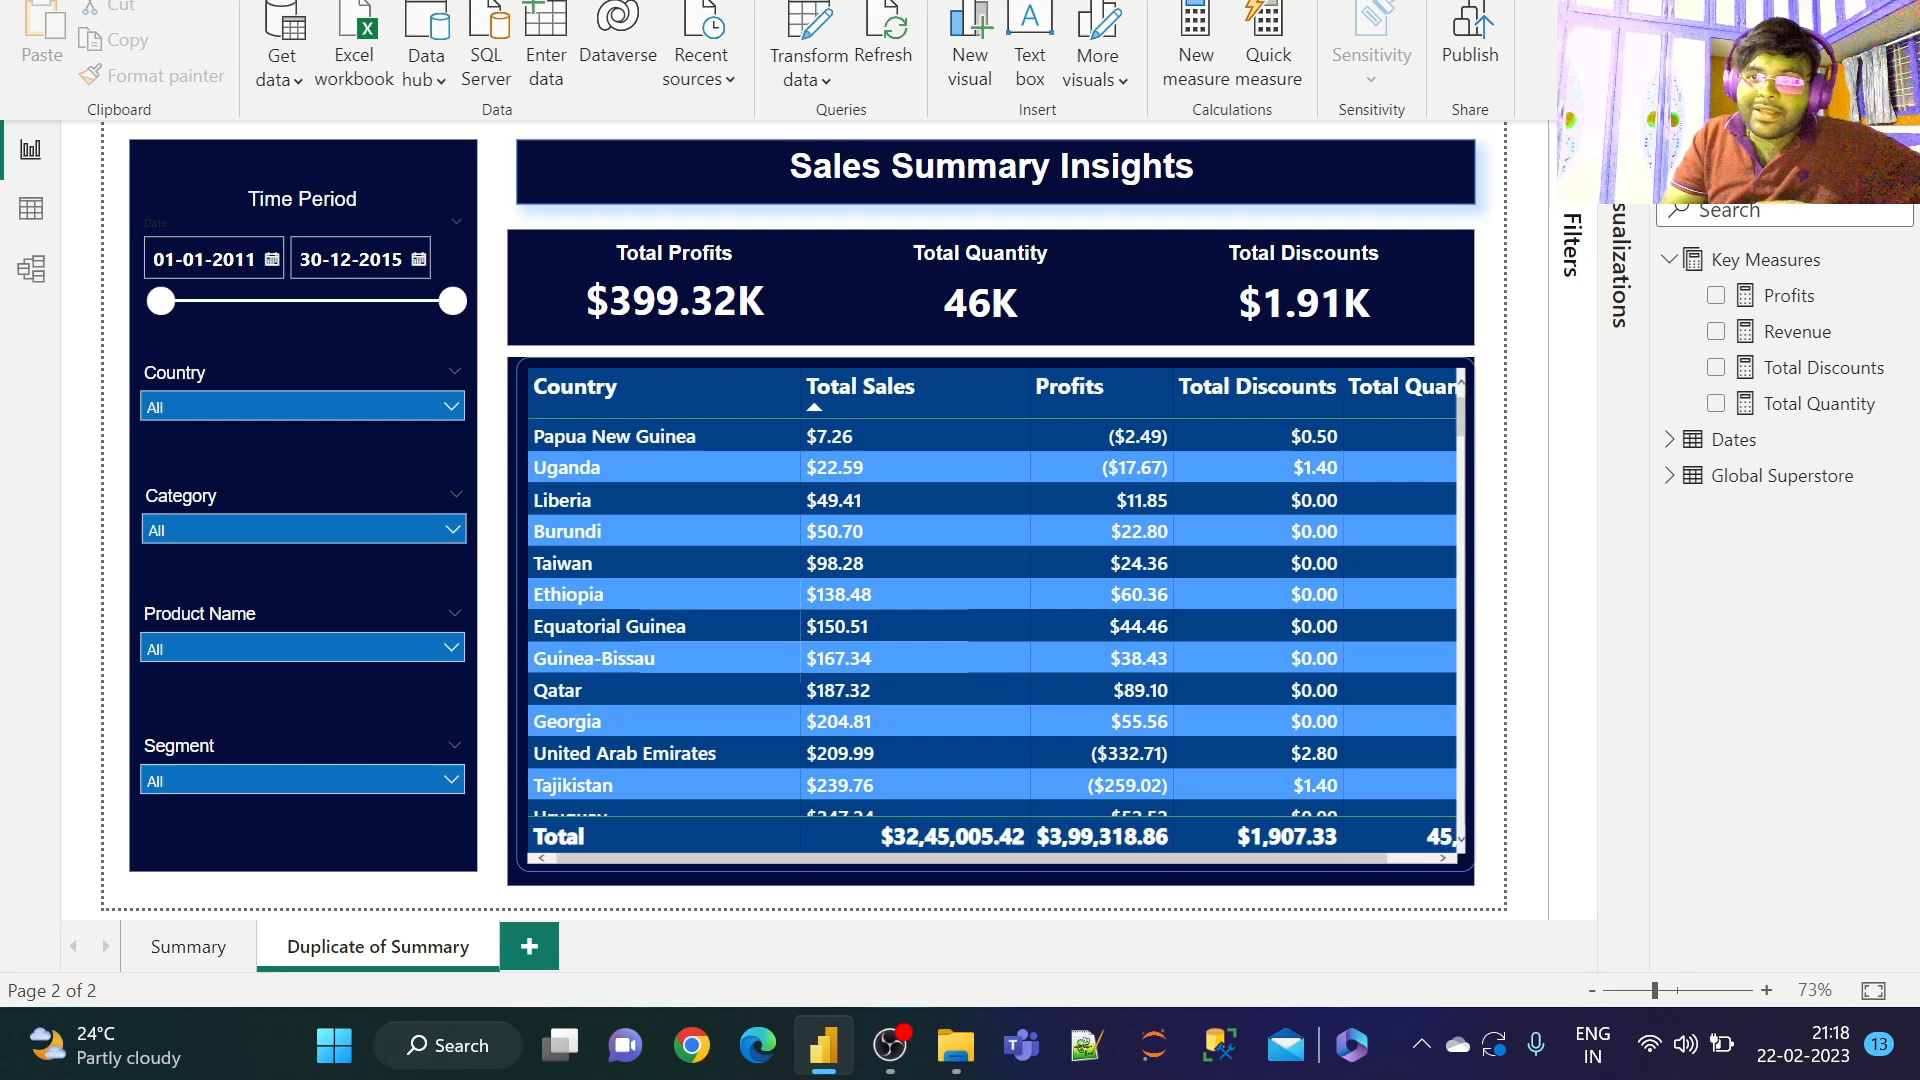 Cut
Paste
Copy
Format painter
Clipboard
Get data
Excel workbook
Data hub
SQL Server
Enter data
Dataverse
Recent sources
Data
Transform data
Refresh
Queries
New visual
Text box
More visuals
Insert
New measure
Quick measure
Calculations
Sensitivity
Sensitivity
Publish
Share
Time Period
Date
01-01-2011
30-12-2015
Country
All
Category
All
Product Name
All
Segment
All
Sales Summary Insights
Total Profits Total Quantity Total Discounts
$399.32K 46K $1.91K
Country Total Sales Profits Total Discounts Total Quan
Papua New Guinea $7.26 ($2.49) $0.50
Uganda $22.59 ($17.67) $1.40
Liberia $49.41 $11.85 $0.00
Burundi $50.70 $22.80 $0.00
Taiwan $98.28 $24.36 $0.00
Ethiopia $138.48 $60.36 $0.00
Equatorial Guinea $150.51 $44.46 $0.00
Guinea-Bissau $167.34 $38.43 $0.00
Qatar $187.32 $89.10 $0.00
Georgia $204.81 $55.56 $0.00
United Arab Emirates $209.99 ($332.71) $2.80
Tajikistan $239.76 ($259.02) $1.40
Total $32,45,005.42 $3,99,318.86 $1,907.33 45,
Filters
sualizations
Search
Key Measures
Profits
Revenue
Total Discounts
Total Quantity
Dates
Global Superstore
Summary
Duplicate of Summary
Page 2 of 2
- + 73%
24°C
Partly cloudy
Search
ENG
IN
21:18
22-02-2023
13